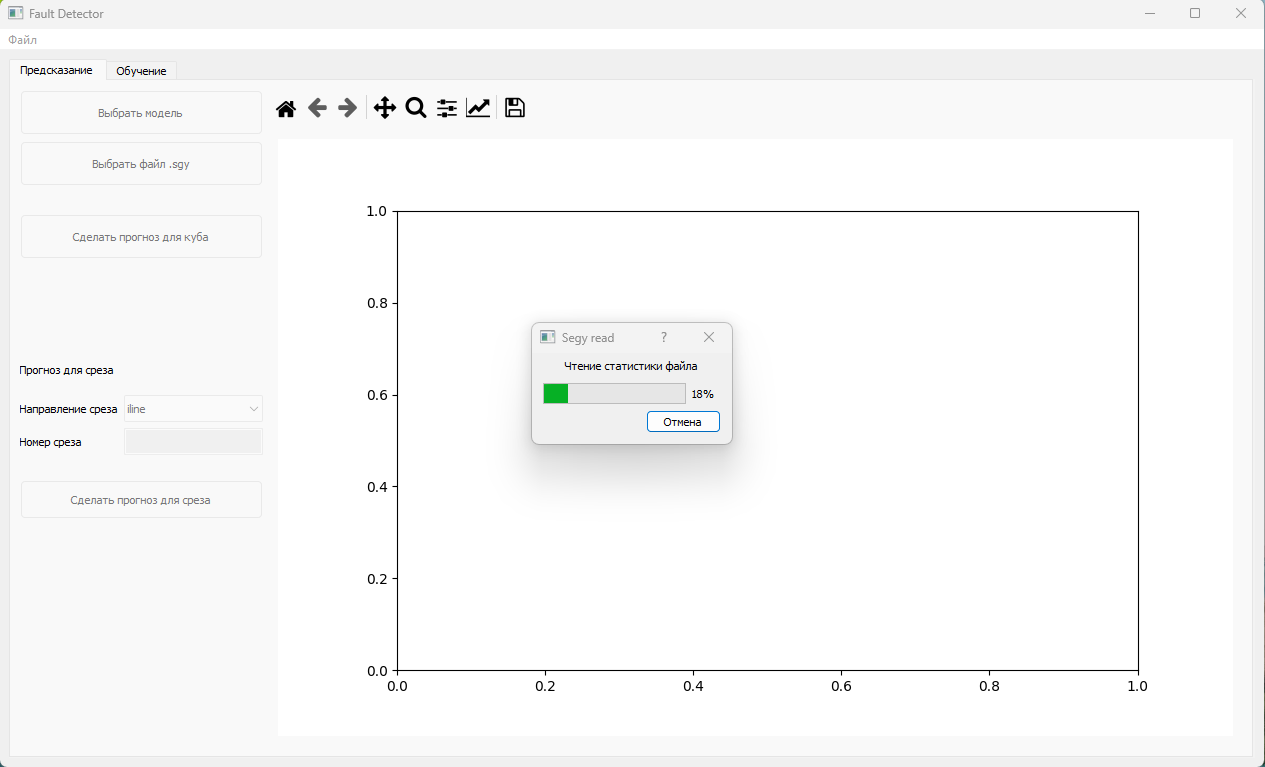 Fault Detector
Файл
Предсказание
Обучение
Выбрать модель
Выбрать файл .sgy
Сделать прогноз для куба
Прогноз для среза
Направление среза
iline
Номер среза
Сделать прогноз для среза
1.0
0.8
0.6
0.4
0.2
0.0
0.0 0.2 0.4 0.6 0.8 1.0
Segy read
?
Чтение статистики файла
18%
Отмена